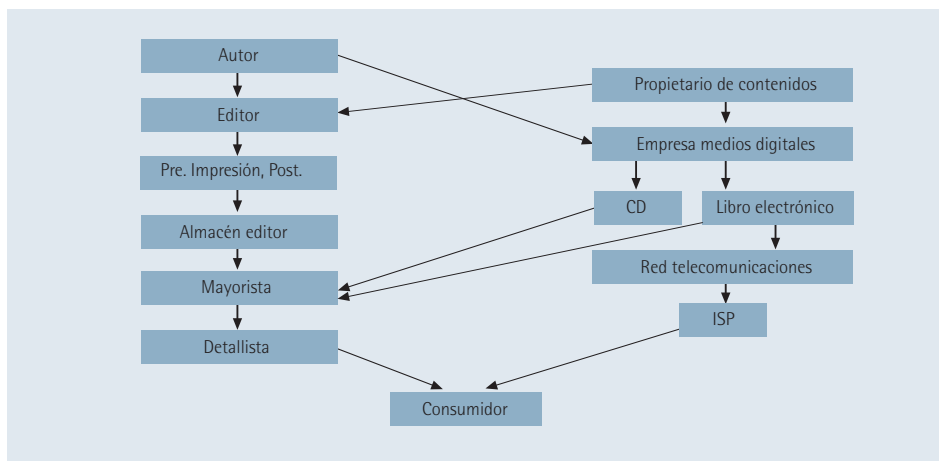 Autor
Editor
Pre. Impresión, Post.
Almacén editor
Mayorista
Detallista
Propietario de contenidos
Empresa medios digitales
CD
Libro electrónico
Red telecomunicaciones
ISP
Consumidor